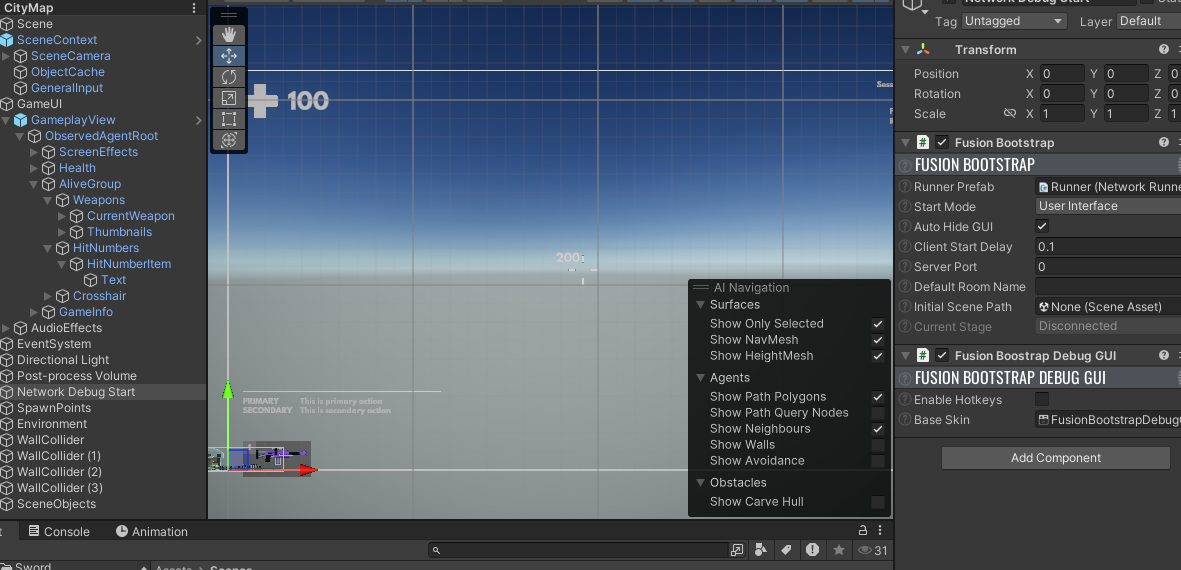 CityMap
Scene
SceneContext
SceneCamera
ObjectCache
GeneralInput
GameUI
GameplayView
ObservedAgentRoot
ScreenEffects
Health
AliveGroup
Weapons
CurrentWeapon
Thumbnails
HitNumbers
HitNumberItem
Text
Crosshair
GameInfo
AudioEffects
EventSystem
Directional Light
Post-process Volume
Network Debug Start
SpawnPoints
Environment
WallCollider
WallCollider (1)
WallCollider (2)
WallCollider (3)
SceneObjects
100
200
PRIMARY This is primary action
SECONDARY This is secondary action
AI Navigation
Surfaces
Show Only Selected
Show NavMesh
Show HeightMesh
Agents
Show Path Polygons
Show Path Query Nodes
Show Neighbours
Show Walls
Show Avoidance
Obstacles
Show Carve Hull
Network Debug Start
Tag Untagged Layer Default
Transform
Position X 0 Y 0 Z 0
Rotation X 0 Y 0 Z 0
Scale X 1 Y 1 Z 1
Fusion Bootstrap
FUSION BOOTSTRAP
Runner Prefab Runner (Network Runne
Start Mode User Interface
Auto Hide GUI
Client Start Delay 0.1
Server Port 0
Default Room Name
Initial Scene Path None (Scene Asset)
Current Stage Disconnected
Fusion Boostrap Debug GUI
FUSION BOOTSTRAP DEBUG GUI
Enable Hotkeys
Base Skin FusionBootstrapDebug
Add Component
Console Animation
31
Sword
Assets > Scenes